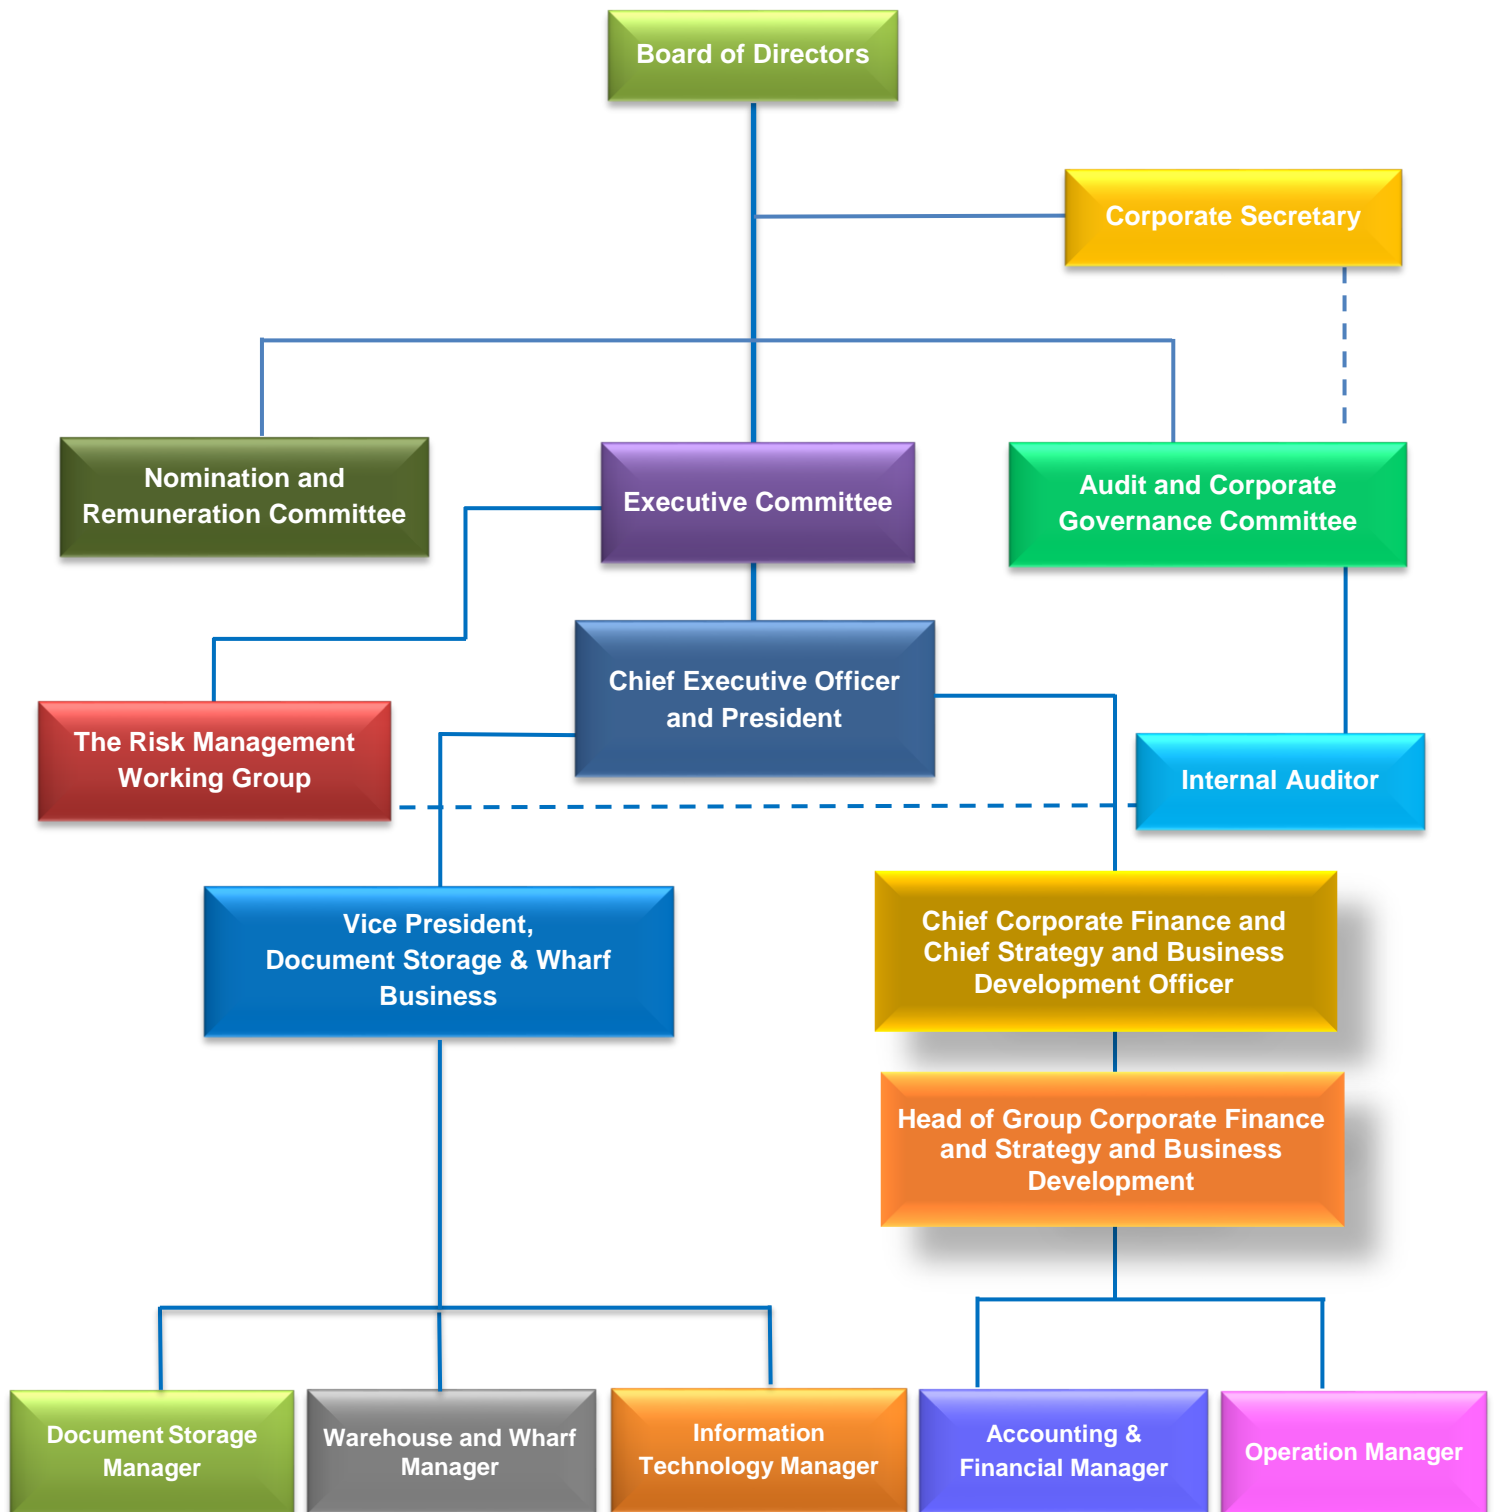 Board of Directors
Corporate Secretary
Nomination and
Remuneration Committee
Executive Committee
Audit and Corporate
Governance Committee
Chief Executive Officer
and President
The Risk Management
Working Group
Internal Auditor
Vice President,
Document Storage & Wharf
Business
Chief Corporate Finance and
Chief Strategy and Business
Development Officer
Head of Group Corporate Finance
and Strategy and Business
Development
Document Storage
Manager
Warehouse and Wharf
Manager
Information
Technology Manager
Accounting &
Financial Manager
Operation Manager